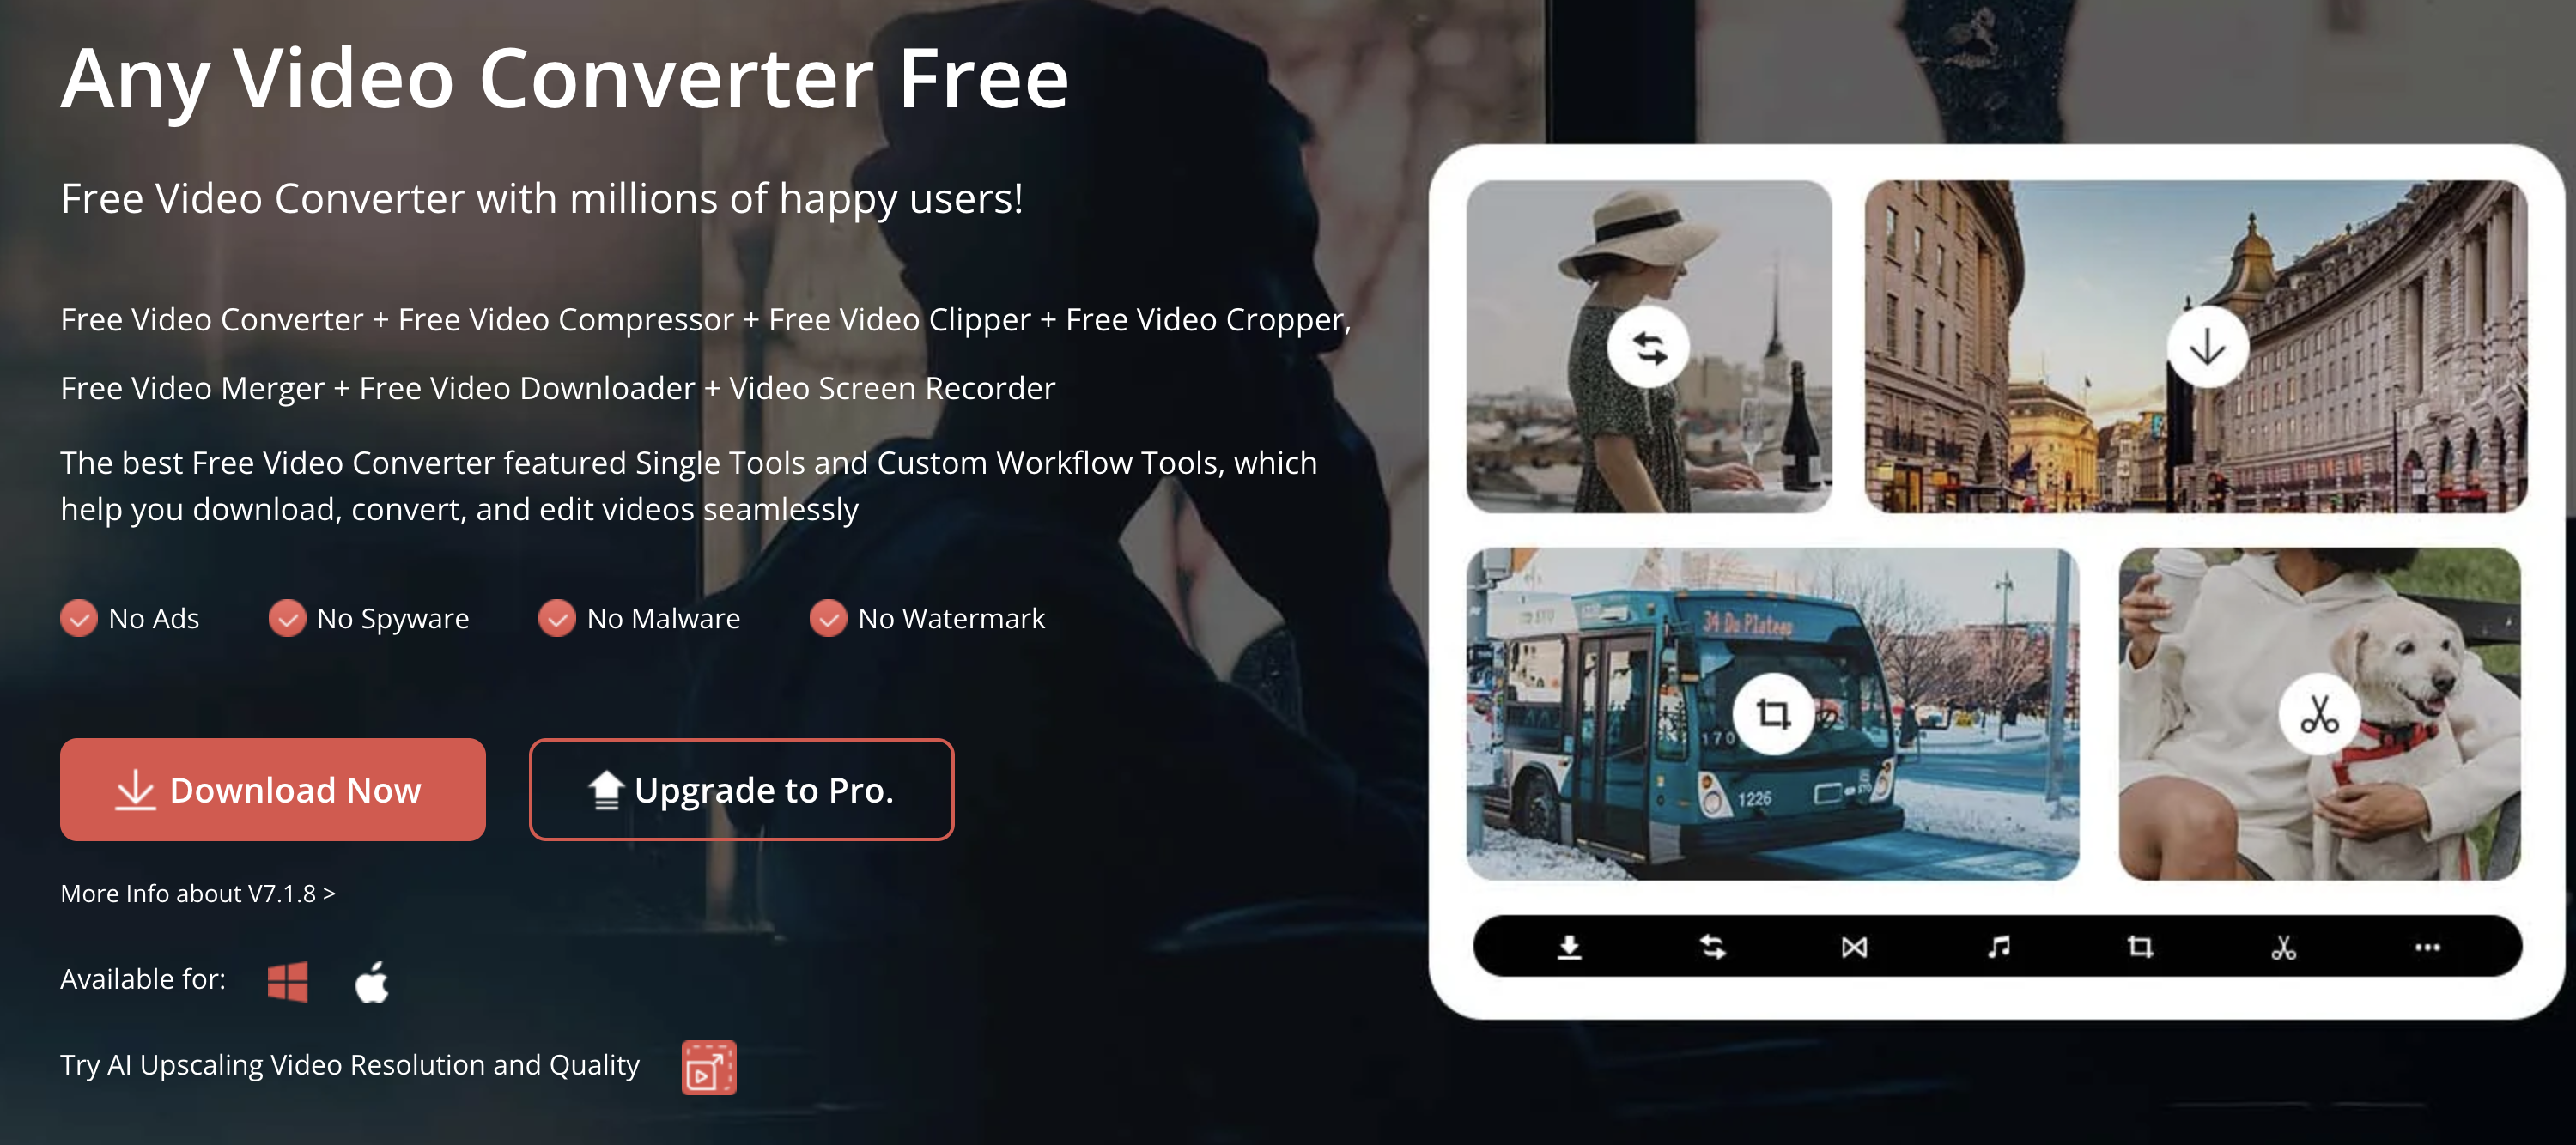 Any Video Converter Free
Free Video Converter with millions of happy users!
Free Video Converter + Free Video Compressor + Free Video Clipper + Free Video Cropper,
Free Video Merger + Free Video Downloader + Video Screen Recorder
The best Free Video Converter featured Single Tools and Custom Workflow Tools, which
help you download, convert, and edit videos seamlessly
No Ads
No Spyware
No Malware
No Watermark
Download Now
Upgrade to Pro.
More Info about V7.1.8 >
Available for:
Try AI Upscaling Video Resolution and Quality
34 Du Plateau
170
1226